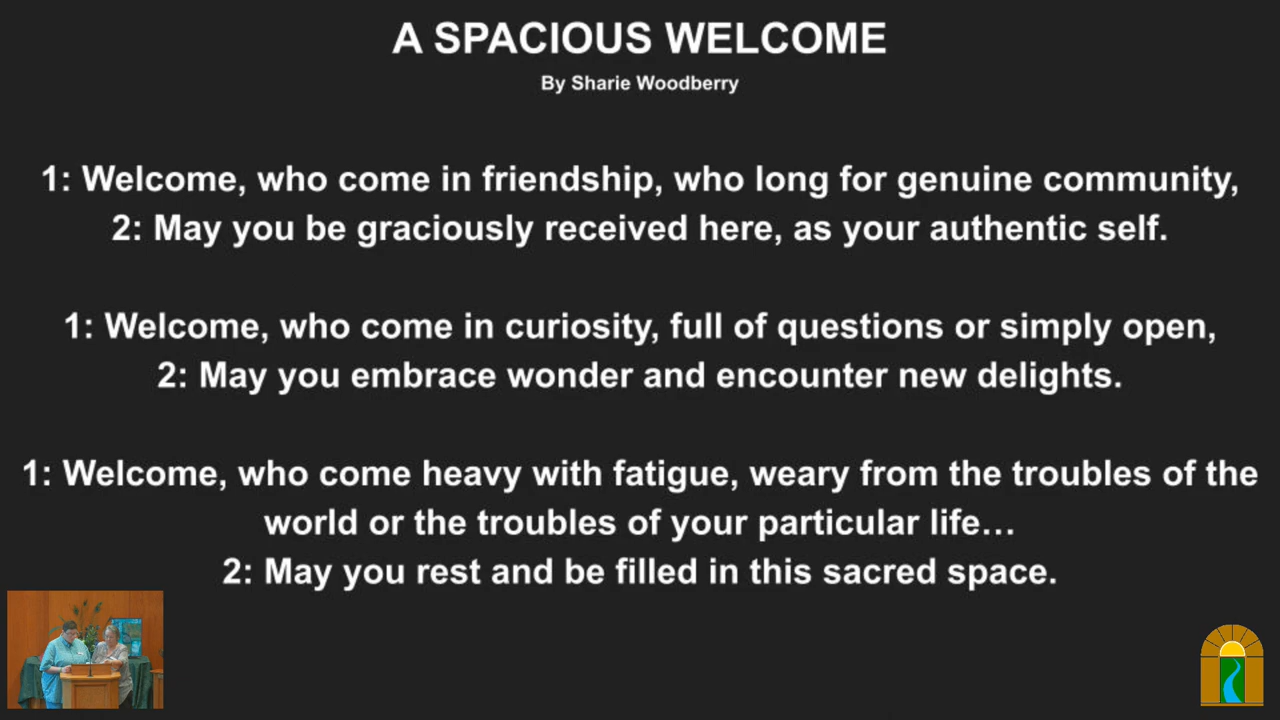 A SPACIOUS WELCOME
By Sharie Woodberry
1: Welcome, who come in friendship, who long for genuine community,
2: May you be graciously received here, as your authentic self.
1: Welcome, who come in curiosity, full of questions or simply open,
2: May you embrace wonder and encounter new delights.
1: Welcome, who come heavy with fatigue, weary from the troubles of the
world or the troubles of your particular life…
2: May you rest and be filled in this sacred space.